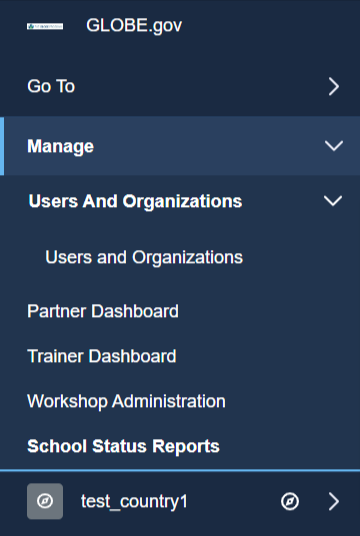 GLOBE.gov
Go To
Manage
Users And Organizations
Users and Organizations
Partner Dashboard
Trainer Dashboard
Workshop Administration
School Status Reports
test_country1